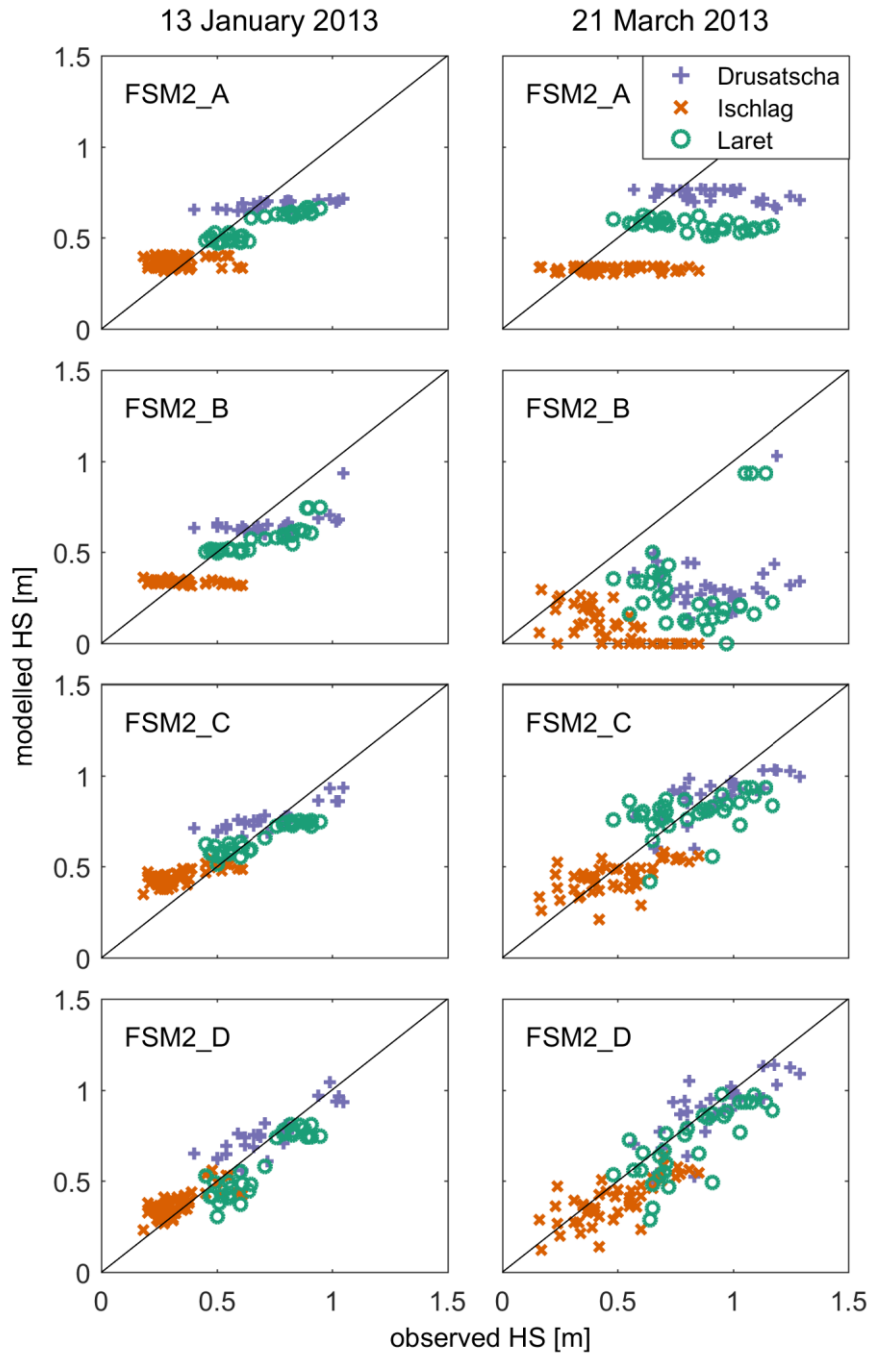 13 January 2013
21 March 2013
1.5
FSM2_A
FSM2_A
Drusatscha
Ischlag
Laret
1
0.5
0
1.5
FSM2_B
FSM2_B
1
0.5
0
modelled HS [m]
1.5
FSM2_C
FSM2_C
1
0.5
0
1.5
FSM2_D
FSM2_D
1
0.5
0
0 0.5 1 1.5 0 0.5 1 1.5
observed HS [m]